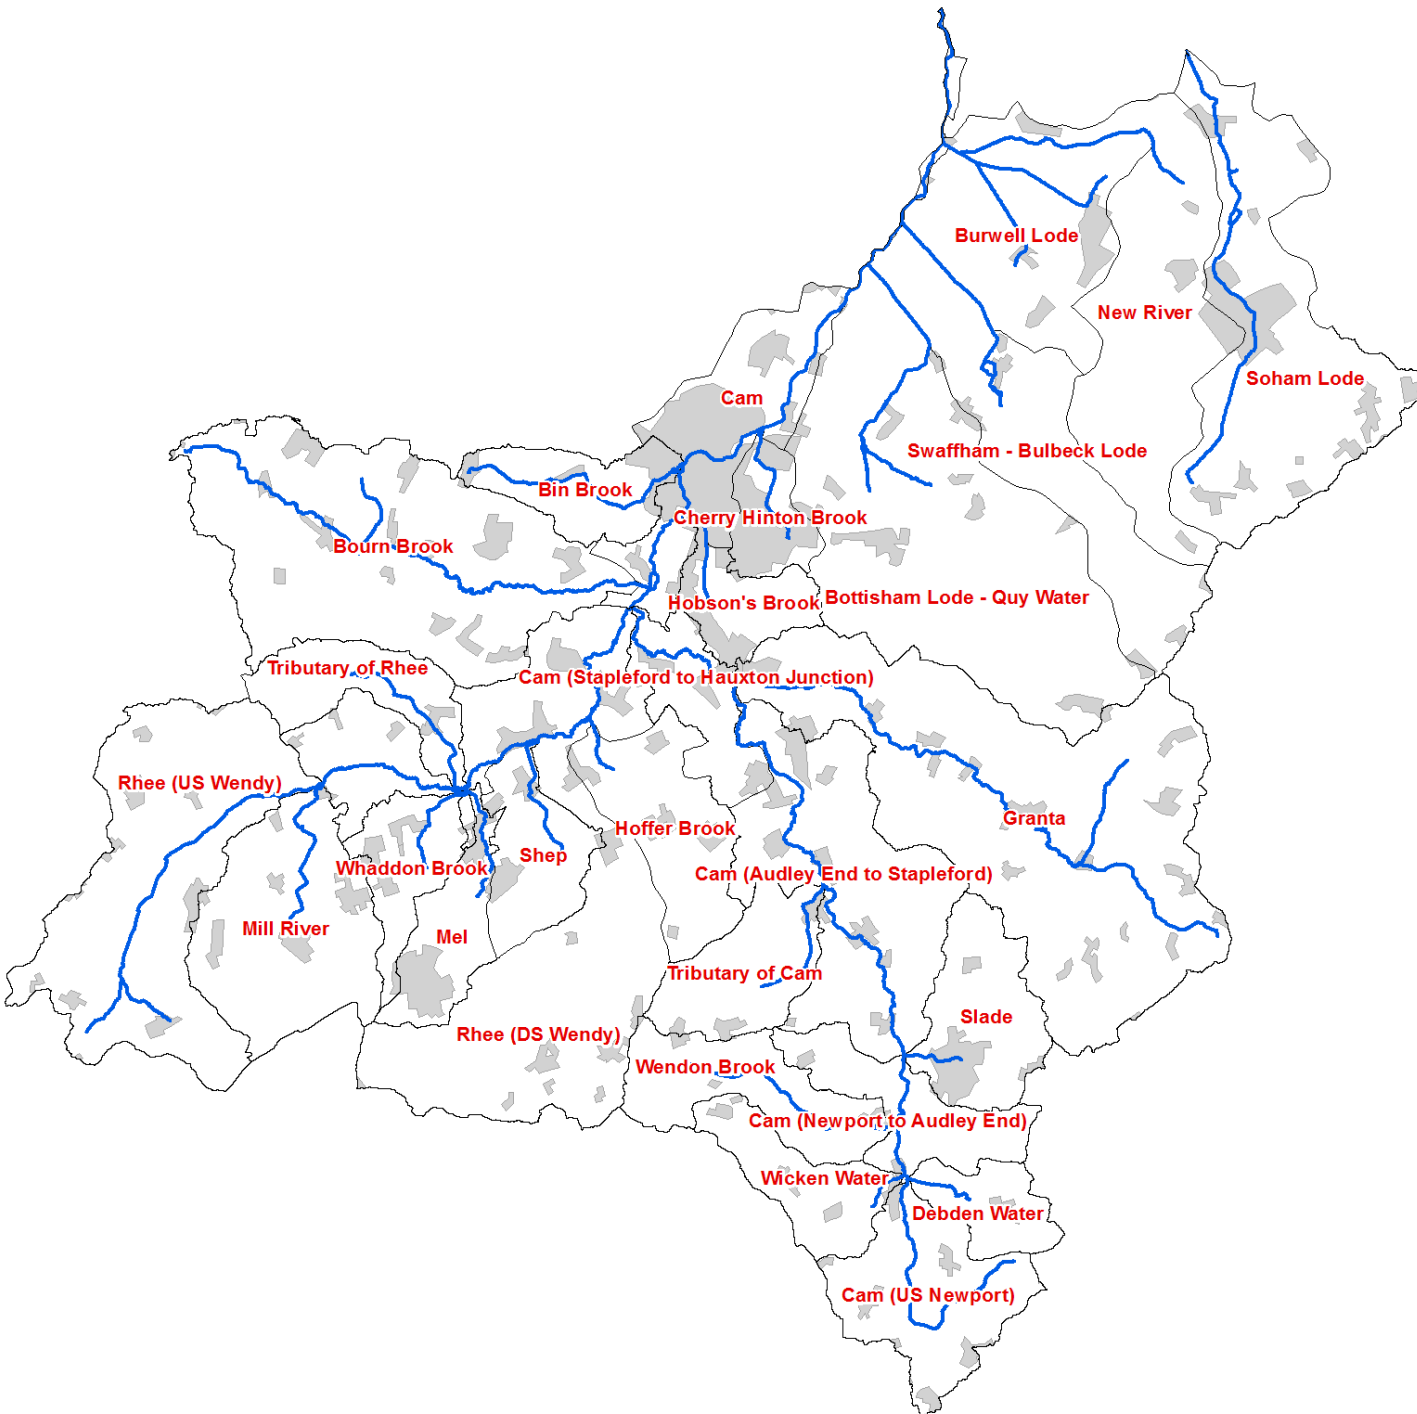 Burwell Lode
New River
Soham Lode
Cam
Swaffham - Bulbeck Lode
Bin Brook
Cherry Hinton Brook
Bourn Brook
Hobson's Brook
Bottisham Lode - Quy Water
Tributary of Rhee
Cam (Stapleford to Hauxton Junction)
Rhee (US Wendy)
Granta
Hoffer Brook
Shep
Whaddon Brook
Cam (Audley End to Stapleford)
Mill River
Mel
Tributary of Cam
Slade
Rhee (DS Wendy)
Wendon Brook
Cam (Newport to Audley End)
Wicken Water
Debden Water
Cam (US Newport)